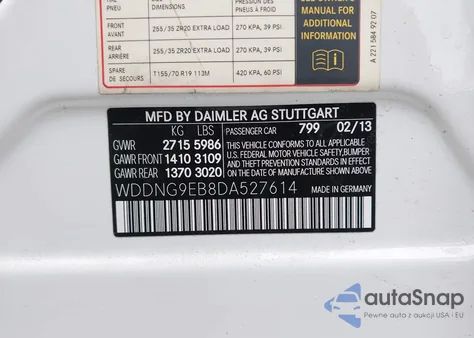 DIMENSIONS
PNEUS À FROID
SEE OWNER'S
MANUAL FOR
ADDITIONAL
INFORMATION
FRONT
AVANT
255/35 ZR20 EXTRA LOAD
270 KPA, 39 PSI
REAR
ARRIÈRE
255/35 ZR20 EXTRA LOAD
270 KPA, 39 PSI
SPARE
DE SECOURS
T155/70 R19 113M
420 KPA, 60 PSI
A 221 584 92 07
MFD BY DAIMLER AG STUTTGART
KG LBS
PASSENGER CAR 799 02/13
GVWR 2715 5986
GAWR FRONT 1410 3109
GAWR REAR 1370 3020
THIS VEHICLE CONFORMS TO ALL APPLICABLE
U.S. FEDERAL MOTOR VEHICLE SAFETY,BUMPER
AND THEFT PREVENTION STANDARDS IN EFFECT
ON THE DATE OF MANUFACTURE SHOWN ABOVE.
WDDNG9EB8DA527614
MADE IN GERMANY
autoSnap
Pewne auta z aukcji USA i EU